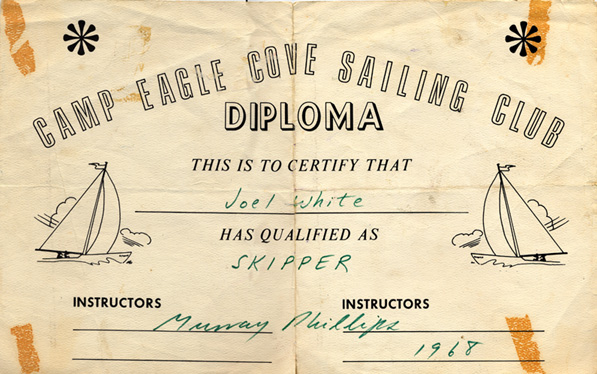 CAMP EAGLE COVE SAILING CLUB
DIPLOMA
THIS IS TO CERTIFY THAT
Joel White
HAS QUALIFIED AS
SKIPPER
INSTRUCTORS INSTRUCTORS
Murray Phillips
1968